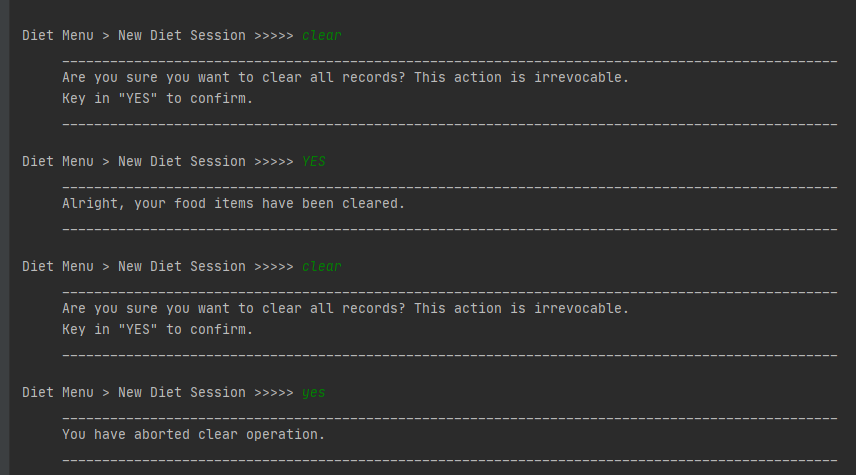 Diet Menu > New Diet Session >>>>> clear
Are you sure you want to clear all records? This action is irrevocable.
Key in "YES" to confirm.
Diet Menu > New Diet Session >>>>> YES
Alright, your food items have been cleared.
Diet Menu > New Diet Session >>>>> clear
Are you sure you want to clear all records? This action is irrevocable.
Key in "YES" to confirm.
Diet Menu > New Diet Session >>>>> yes
You have aborted clear operation.